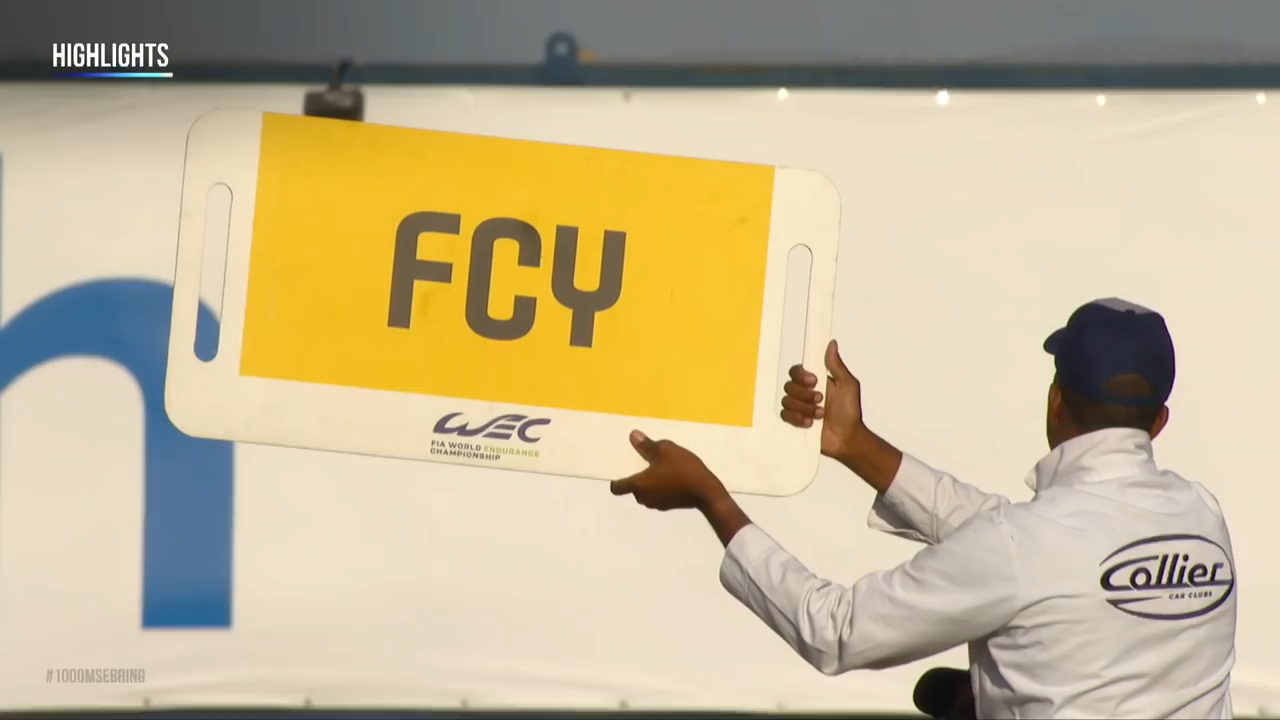 HIGHLIGHTS
FCY
WEC
FIA WORLD ENDURANCE
CHAMPIONSHIP
Collier
CAR CLUBS
#1000MSEBRING